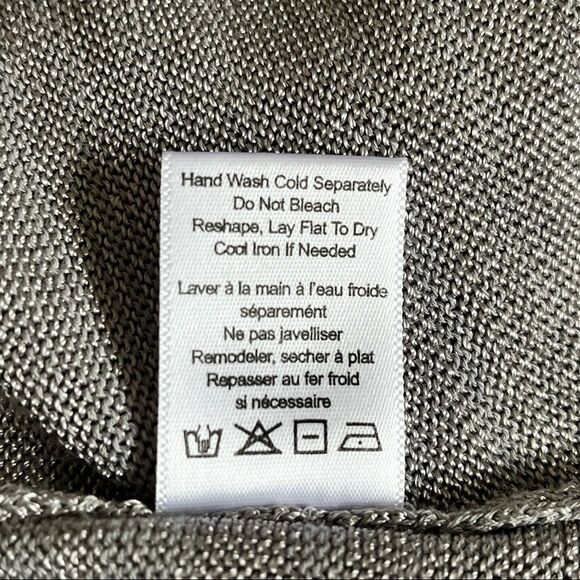 Hand Wash Cold Separately
Do Not Bleach
Reshape, Lay Flat To Dry
Cool Iron If Needed
Laver à la main à l'eau froide
séparemént
Ne pas javelliser
Remodeler, secher à plat
Repasser au fer froid
si nécessaire